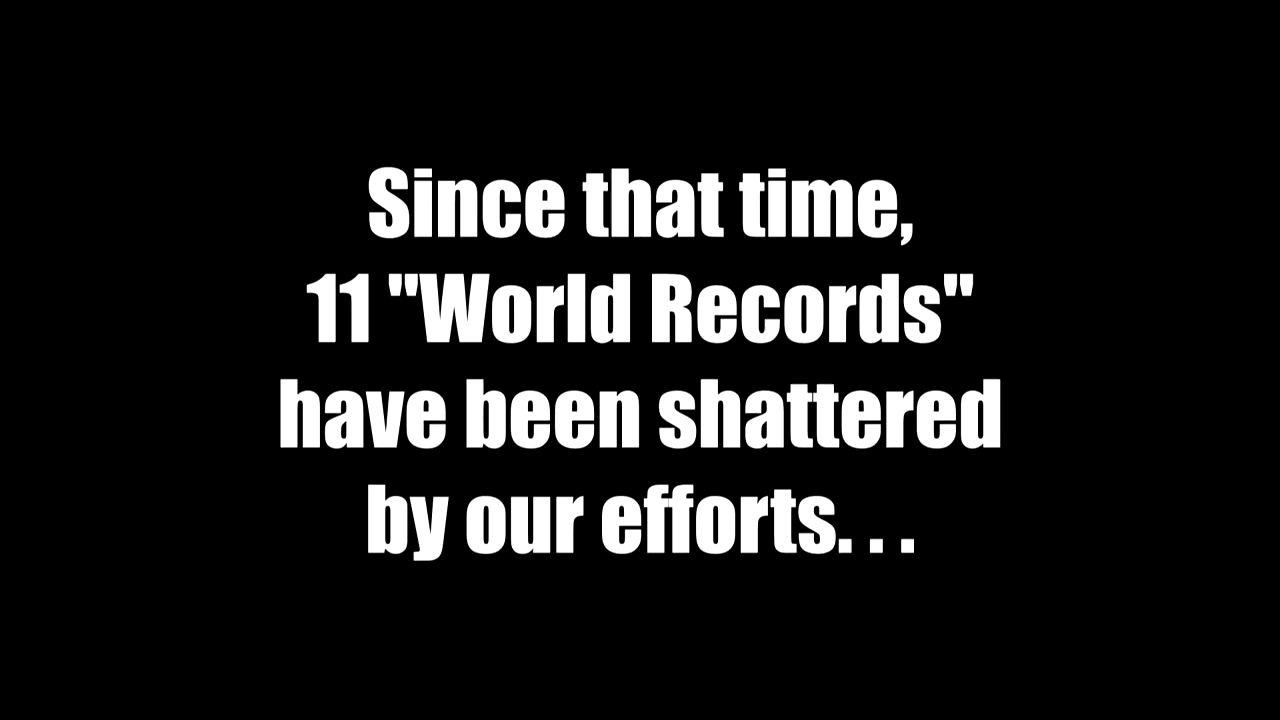 Since that time,
11 "World Records"
have been shattered
by our efforts. . .